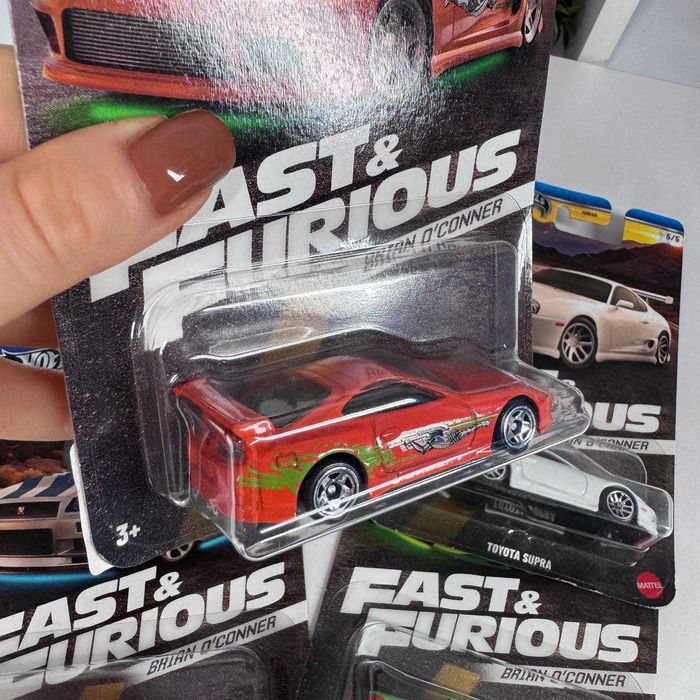 FAST &
FURIOUS
BRIAN O'CONNER
3+
5/5
FURIOUS
BRIAN O'CONNER
TOYOTA SUPRA
MATTEL
FAST &
FURIOUS
BRIAN O'CONNER
FAST &
FURIOUS
BRIAN O'CONNER